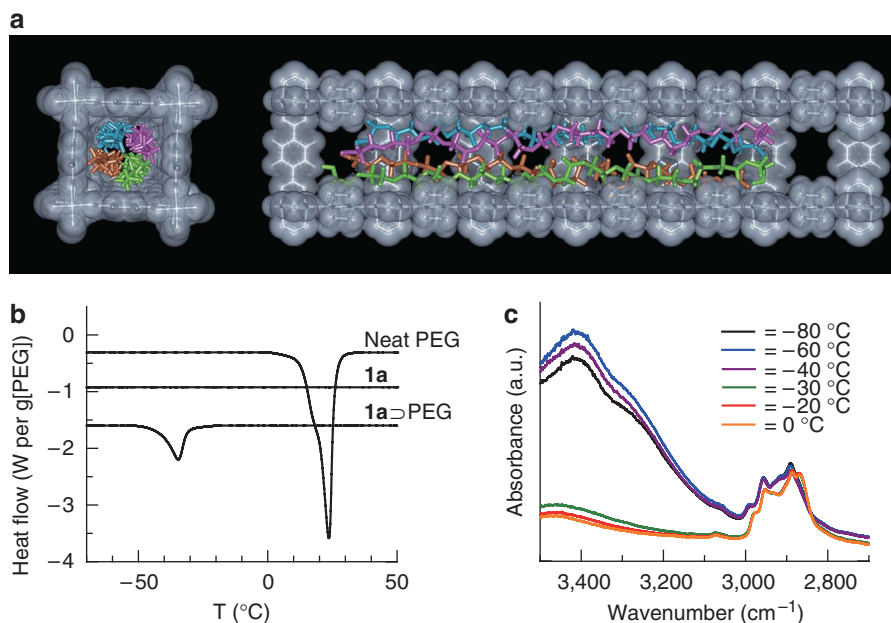 a
b
c
0
−1
−2
−3
−4
Heat flow (W per g[PEG])
Neat PEG
1a
1a⊃PEG
−50
0
50
T (°C)
Absorbance (a.u.)
= −80 °C
= −60 °C
= −40 °C
= −30 °C
= −20 °C
= 0 °C
3,400
3,200
3,000
2,800
Wavenumber (cm⁻¹)